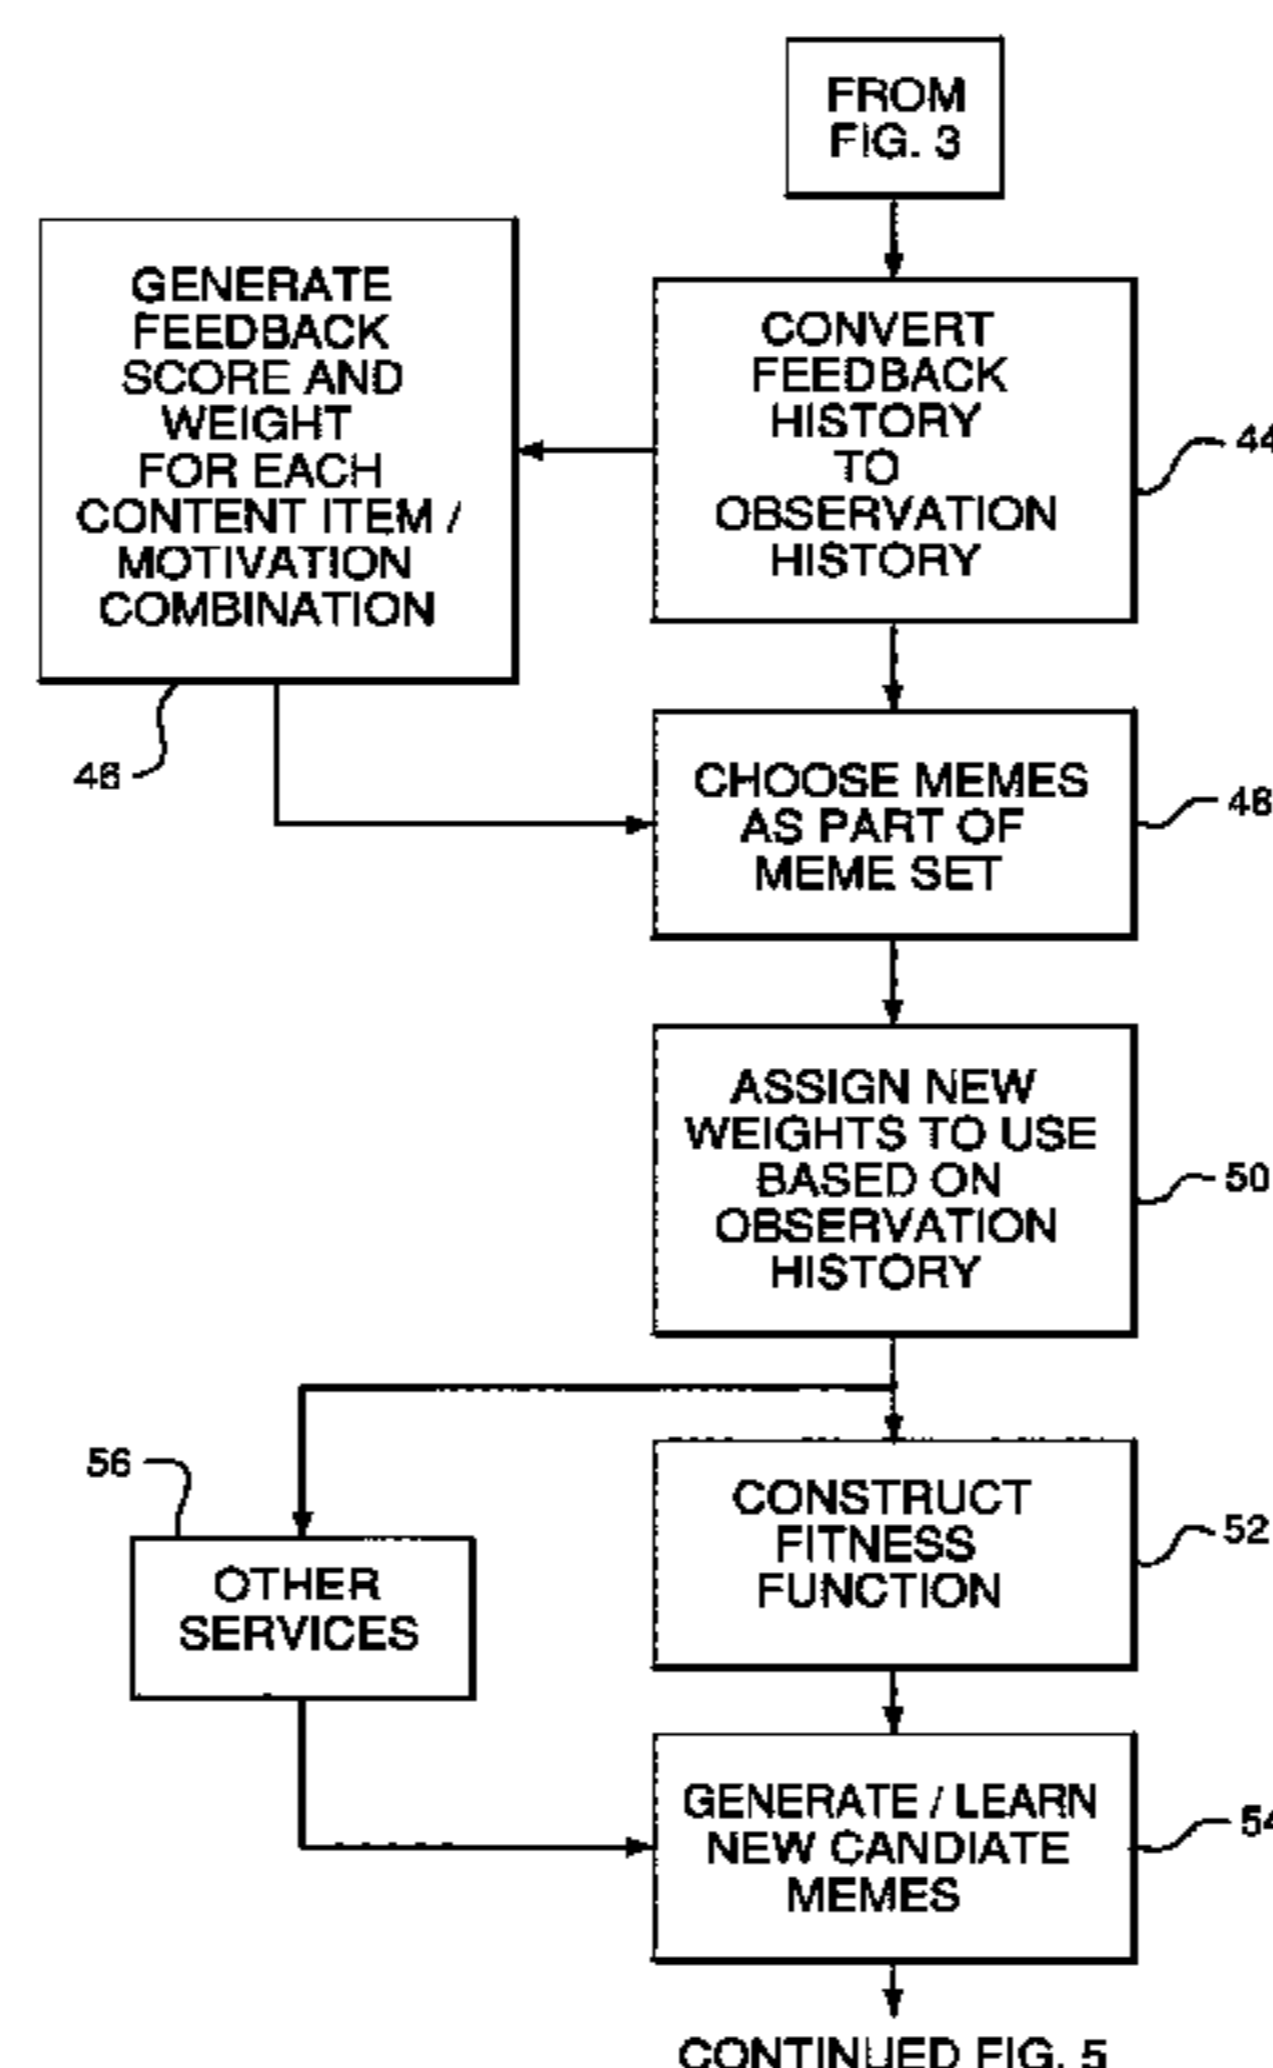 FROM
FIG. 3
GENERATE
FEEDBACK
SCORE AND
WEIGHT
FOR EACH
CONTENT ITEM /
MOTIVATION
COMBINATION
46
CONVERT
FEEDBACK
HISTORY
TO
OBSERVATION
HISTORY
44
CHOOSE MEMES
AS PART OF
MEME SET
48
ASSIGN NEW
WEIGHTS TO USE
BASED ON
OBSERVATION
HISTORY
50
56
OTHER
SERVICES
CONSTRUCT
FITNESS
FUNCTION
52
GENERATE / LEARN
NEW CANDIATE
MEMES
54
CONTINUED FIG. 5